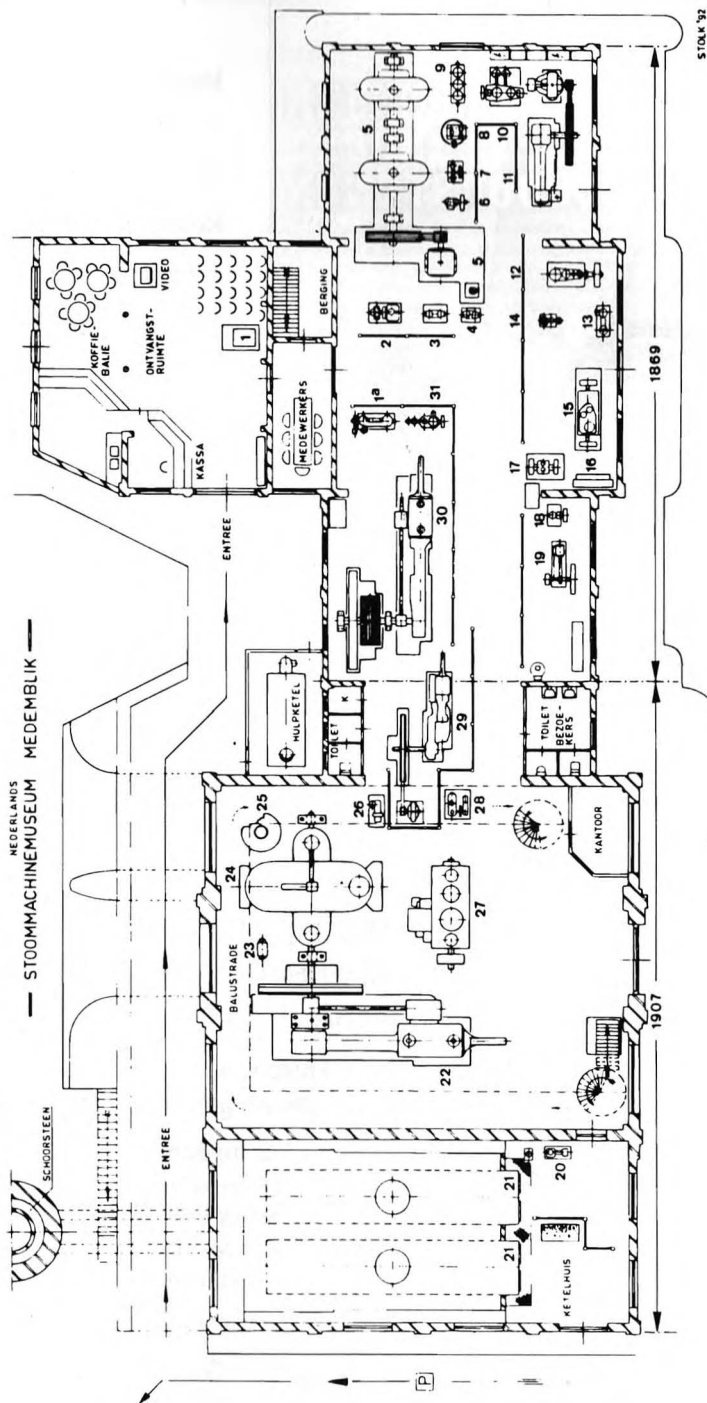 NEDERLANDS
— STOOMMACHINEMUSEUM MEDEMBLIK —
SCHOORSTEEN
ENTREE
ENTREE
KOFFIE-
BALIE
VIDEO
ONTVANGST-
RUIMTE
1
KASSA
MEDEWERKERS
BERGING
HULPKETEL
TOILET
K
BALUSTRADE
25
24
23
22
26
27
28
29
30
1a
31
2
3
4
5
5
6
7
8
9
10
11
12
13
14
15
16
17
18
19
TOILET
BEZOE-
KERS
KANTOOR
20
21
21
KETELHUIS
1907
1869
P
STOLK '92